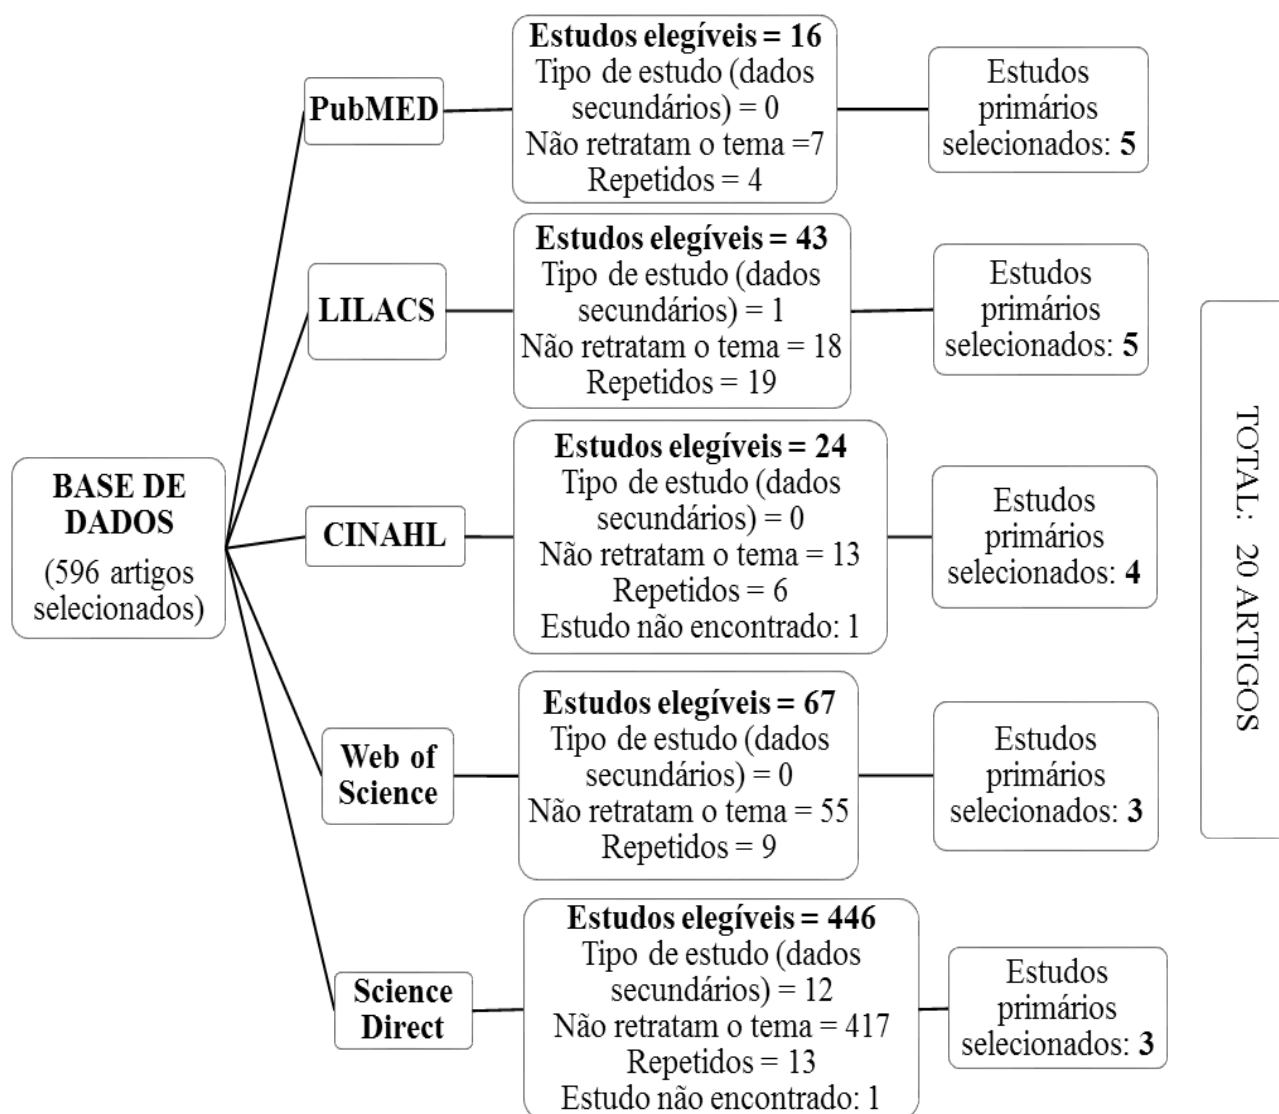 BASE DE
DADOS
(596 artigos
selecionados)
PubMED
Estudos elegíveis = 16
Tipo de estudo (dados
secundários) = 0
Não retratam o tema =7
Repetidos = 4
Estudos
primários
selecionados: 5
LILACS
Estudos elegíveis = 43
Tipo de estudo (dados
secundários) = 1
Não retratam o tema = 18
Repetidos = 19
Estudos
primários
selecionados: 5
CINAHL
Estudos elegíveis = 24
Tipo de estudo (dados
secundários) = 0
Não retratam o tema = 13
Repetidos = 6
Estudo não encontrado: 1
Estudos
primários
selecionados: 4
Web of
Science
Estudos elegíveis = 67
Tipo de estudo (dados
secundários) = 0
Não retratam o tema = 55
Repetidos = 9
Estudos
primários
selecionados: 3
Science
Direct
Estudos elegíveis = 446
Tipo de estudo (dados
secundários) = 12
Não retratam o tema = 417
Repetidos = 13
Estudo não encontrado: 1
Estudos
primários
selecionados: 3
TOTAL: 20 ARTIGOS